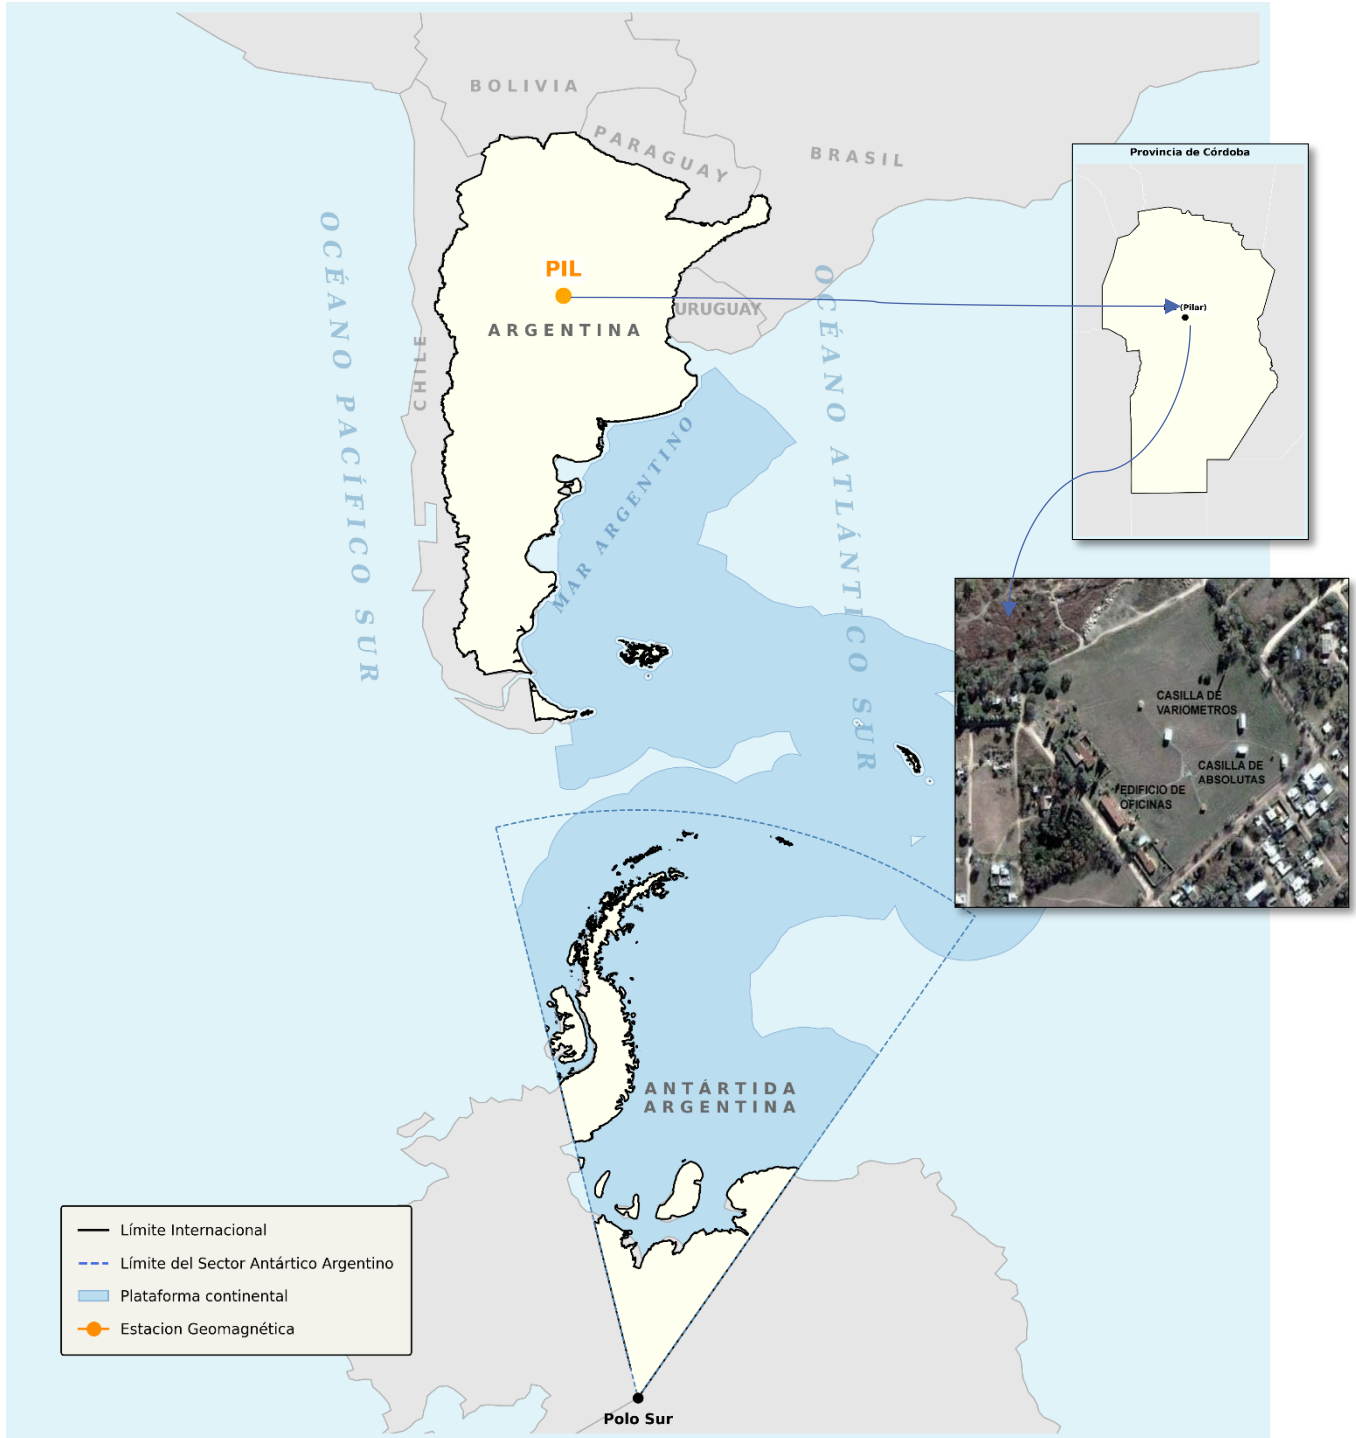 BOLIVIA
PARAGUAY
BRASIL
Provincia de Córdoba
OCÉANO PACÍFICO SUR
OCÉANO ATLÁNTICO SUR
PIL
(Pilar)
URUGUAY
ARGENTINA
CHILE
MAR ARGENTINO
CASILLA DE
VARIOMETROS
CASILLA DE
ABSOLUTAS
EDIFICIO DE
OFICINAS
ANTÁRTIDA
ARGENTINA
Límite Internacional
Límite del Sector Antártico Argentino
Plataforma continental
Estacion Geomagnética
Polo Sur